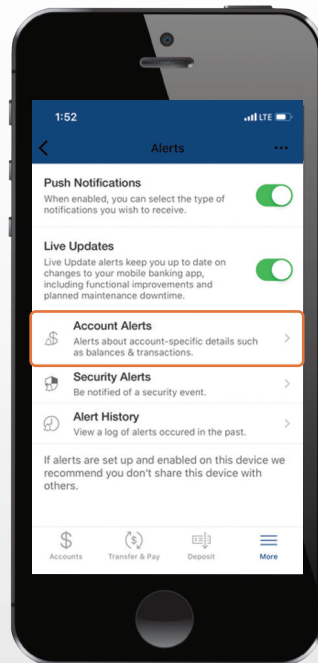 1:52
LTE
Alerts
Push Notifications
When enabled, you can select the type of
notifications you wish to receive.
Live Updates
Live Update alerts keep you up to date on
changes to your mobile banking app,
including functional improvements and
planned maintenance downtime.
Account Alerts
Alerts about account-specific details such
as balances & transactions.
Security Alerts
Be notified of a security event.
Alert History
View a log of alerts occured in the past.
If alerts are set up and enabled on this device we
recommend you don't share this device with
others.
Accounts
Transfer & Pay
Deposit
More